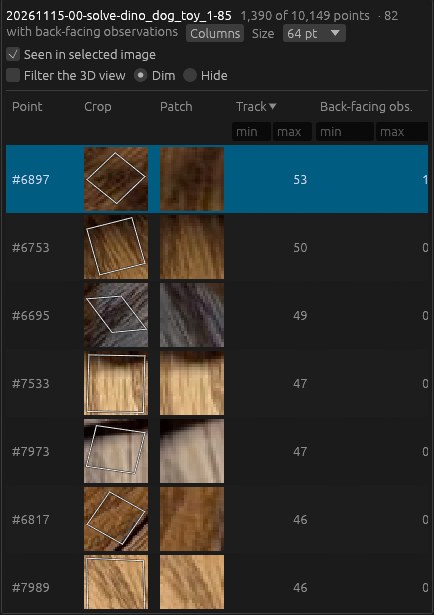 20261115-00-solve-dino_dog_toy_1-85 1,390 of 10,149 points · 82
with back-facing observations Columns Size 64 pt
Seen in selected image
Filter the 3D view Dim Hide
Point Crop Patch Track Back-facing obs.
min max min max
#6897 53 1
#6753 50 0
#6695 49 0
#7533 47 0
#7973 47 0
#6817 46 0
#7989 46 0